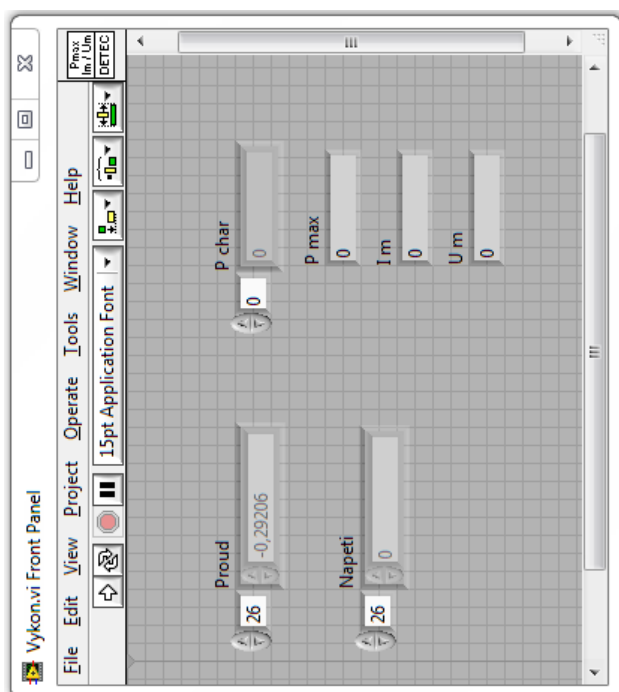 Vykon.vi Front Panel
File Edit View Project Operate Tools Window Help
15pt Application Font
Pmax
Im / Um
DETEC
Proud
26
-0,29206
Napeti
26
0
P char
0
0
P max
0
I m
0
U m
0